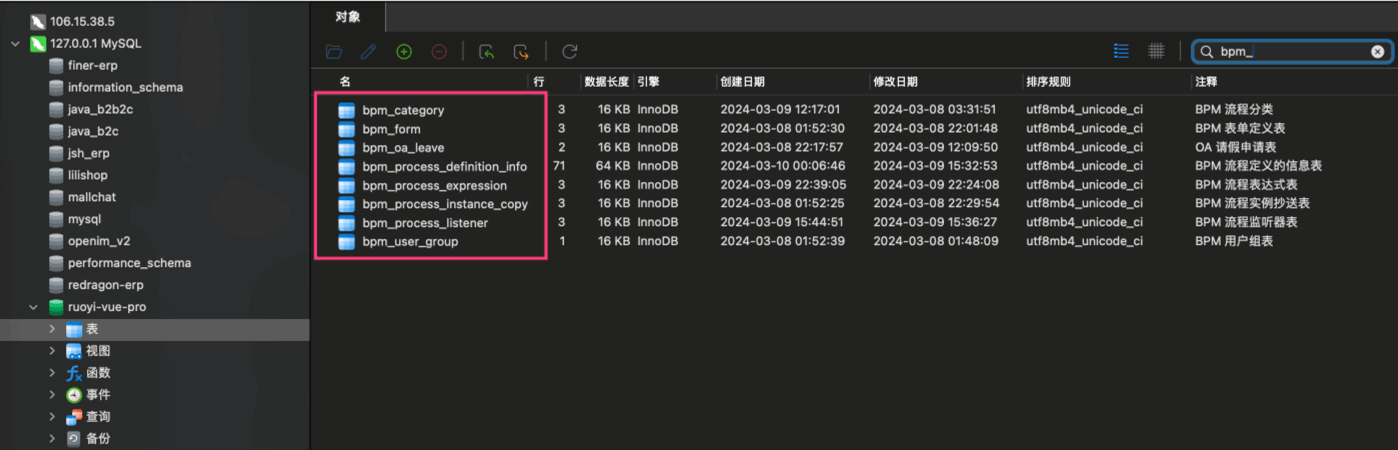 106.15.38.5
127.0.0.1 MySQL
finer-erp
information_schema
java_b2b2c
java_b2c
jsh_erp
lilishop
mallchat
mysql
openim_v2
performance_schema
redragon-erp
ruoyi-vue-pro
表
视图
函数
事件
查询
备份
对象
bpm_
名 行 数据长度 引擎 创建日期 修改日期 排序规则 注释
bpm_category 3 16 KB InnoDB 2024-03-09 12:17:01 2024-03-08 03:31:51 utf8mb4_unicode_ci BPM 流程分类
bpm_form 3 16 KB InnoDB 2024-03-08 01:52:30 2024-03-08 22:01:48 utf8mb4_unicode_ci BPM 表单定义表
bpm_oa_leave 2 16 KB InnoDB 2024-03-08 22:17:57 2024-03-09 12:09:50 utf8mb4_unicode_ci OA 请假申请表
bpm_process_definition_info 71 64 KB InnoDB 2024-03-10 00:06:46 2024-03-09 15:32:53 utf8mb4_unicode_ci BPM 流程定义的信息表
bpm_process_expression 3 16 KB InnoDB 2024-03-09 22:39:05 2024-03-09 22:24:08 utf8mb4_unicode_ci BPM 流程表达式表
bpm_process_instance_copy 3 16 KB InnoDB 2024-03-08 01:52:25 2024-03-08 22:29:54 utf8mb4_unicode_ci BPM 流程实例抄送表
bpm_process_listener 3 16 KB InnoDB 2024-03-09 15:44:51 2024-03-09 15:36:27 utf8mb4_unicode_ci BPM 流程监听器表
bpm_user_group 1 16 KB InnoDB 2024-03-08 01:52:39 2024-03-08 01:48:09 utf8mb4_unicode_ci BPM 用户组表